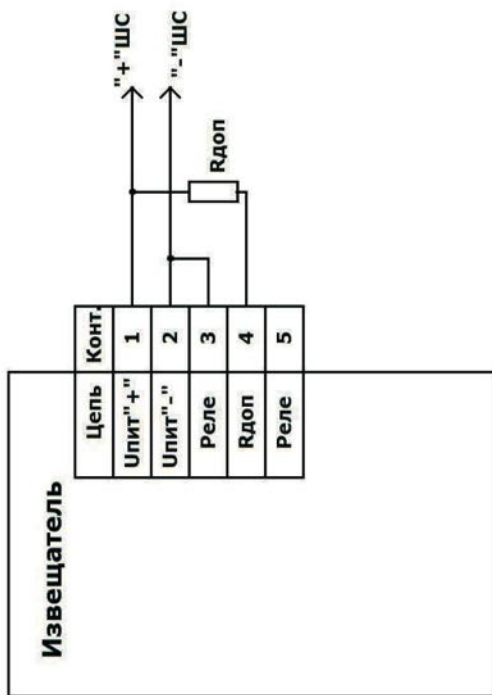 Извещатель
Цепь Конт.
Uпит"+" 1
Uпит"-" 2
Реле 3
Rдоп 4
Реле 5
"+"ШС
"-"ШС
Rдоп